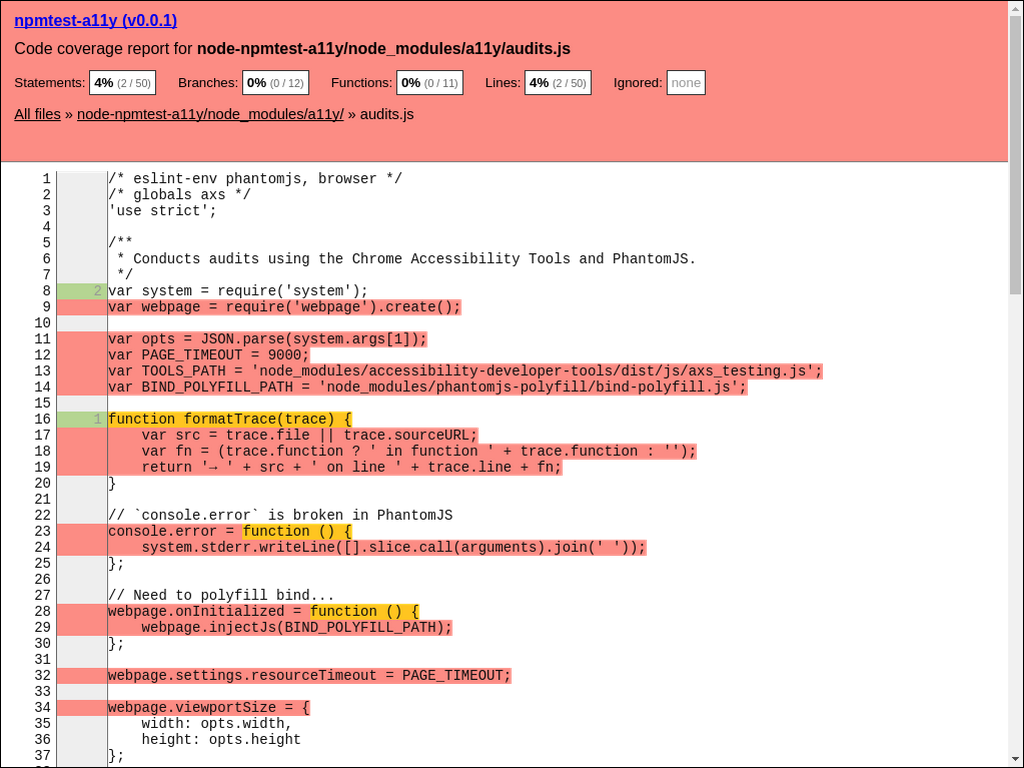 npmtest-a11y (v0.0.1)
Code coverage report for node-npmtest-a11y/node_modules/a11y/audits.js
Statements: 4% (2 / 50) Branches: 0% (0 / 12) Functions: 0% (0 / 11) Lines: 4% (2 / 50) Ignored: none
All files » node-npmtest-a11y/node_modules/a11y/ » audits.js
1 /* eslint-env phantomjs, browser */
2 /* globals axs */
3 'use strict';
4
5 /**
6  * Conducts audits using the Chrome Accessibility Tools and PhantomJS.
7  */
8 2 var system = require('system');
9 var webpage = require('webpage').create();
10
11 var opts = JSON.parse(system.args[1]);
12 var PAGE_TIMEOUT = 9000;
13 var TOOLS_PATH = 'node_modules/accessibility-developer-tools/dist/js/axs_testing.js';
14 var BIND_POLYFILL_PATH = 'node_modules/phantomjs-polyfill/bind-polyfill.js';
15
16 1 function formatTrace(trace) {
17     var src = trace.file || trace.sourceURL;
18     var fn = (trace.function ? ' in function ' + trace.function : '');
19     return '→ ' + src + ' on line ' + trace.line + fn;
20 }
21
22 // `console.error` is broken in PhantomJS
23 console.error = function () {
24     system.stderr.writeLine([].slice.call(arguments).join(' '));
25 };
26
27 // Need to polyfill bind...
28 webpage.onInitialized = function () {
29     webpage.injectJs(BIND_POLYFILL_PATH);
30 };
31
32 webpage.settings.resourceTimeout = PAGE_TIMEOUT;
33
34 webpage.viewportSize = {
35     width: opts.width,
36     height: opts.height
37 };